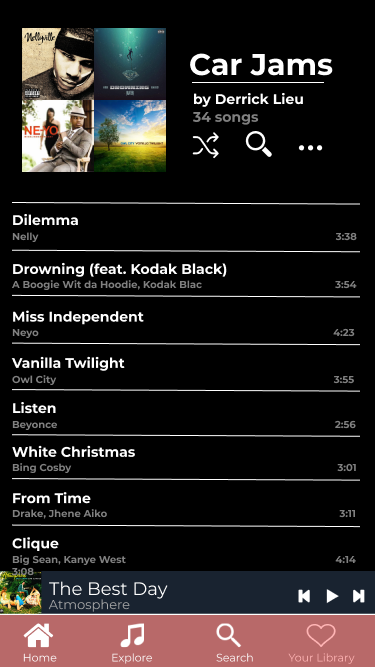 Nellyville
NE-YO
Car Jams
by Derrick Lieu
34 songs
Dilemma
Nelly
3:38
Drowning (feat. Kodak Black)
A Boogie Wit da Hoodie, Kodak Blac
3:54
Miss Independent
Neyo
4:23
Vanilla Twilight
Owl City
3:55
Listen
Beyonce
2:56
White Christmas
Bing Cosby
3:01
From Time
Drake, Jhene Aiko
3:11
Clique
Big Sean, Kanye West
4:14
3:08
The Best Day
Atmosphere
Home
Explore
Search
Your Library